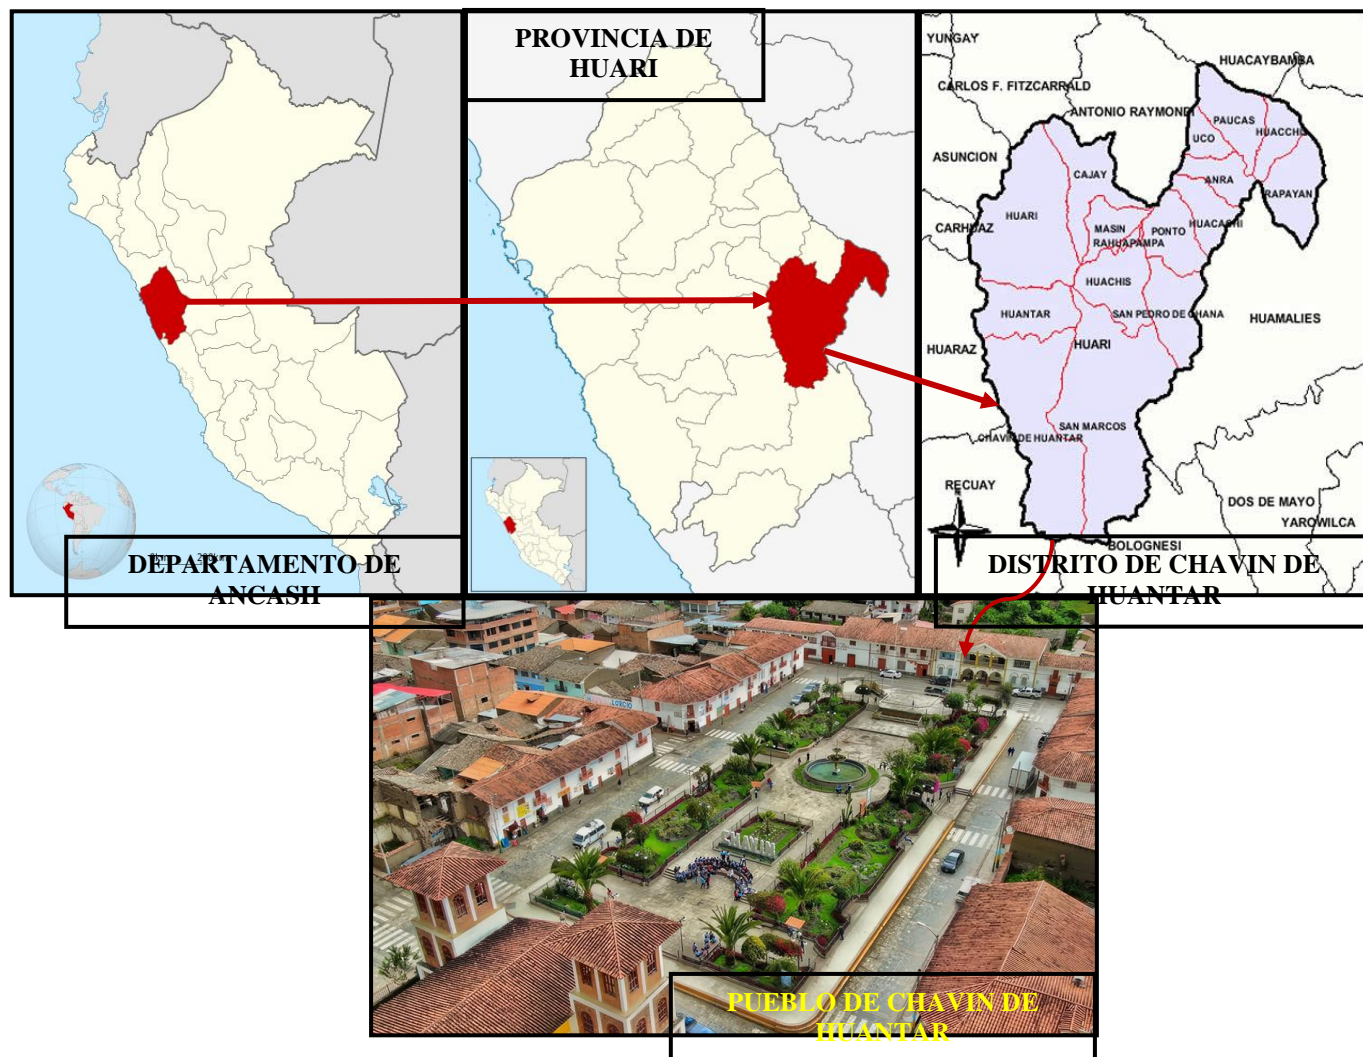 PROVINCIA DE
HUARI
DEPARTAMENTO DE
ANCASH
YUNGAY
HUACAYBAMBA
CARLOS F. FITZCARRALD
ANTONIO RAYMONDI
PAUCAS
HUACCHO
UCO
ASUNCION
CAJAY
ANRA
RAPAYAN
HUARI
CARHUAZ
MASIN
PONTO
HUACASHI
RAHUAPAMPA
HUACHIS
HUANTAR
SAN PEDRO DE CHANA
HUAMALIES
HUARAZ
HUARI
SAN MARCOS
CHAVIN DE HUANTAR
RECUAY
N
DOS DE MAYO
YAROWILCA
BOLOGNESI
DISTRITO DE CHAVIN DE
HUANTAR
CHAVIN
PUEBLO DE CHAVIN DE
HUANTAR